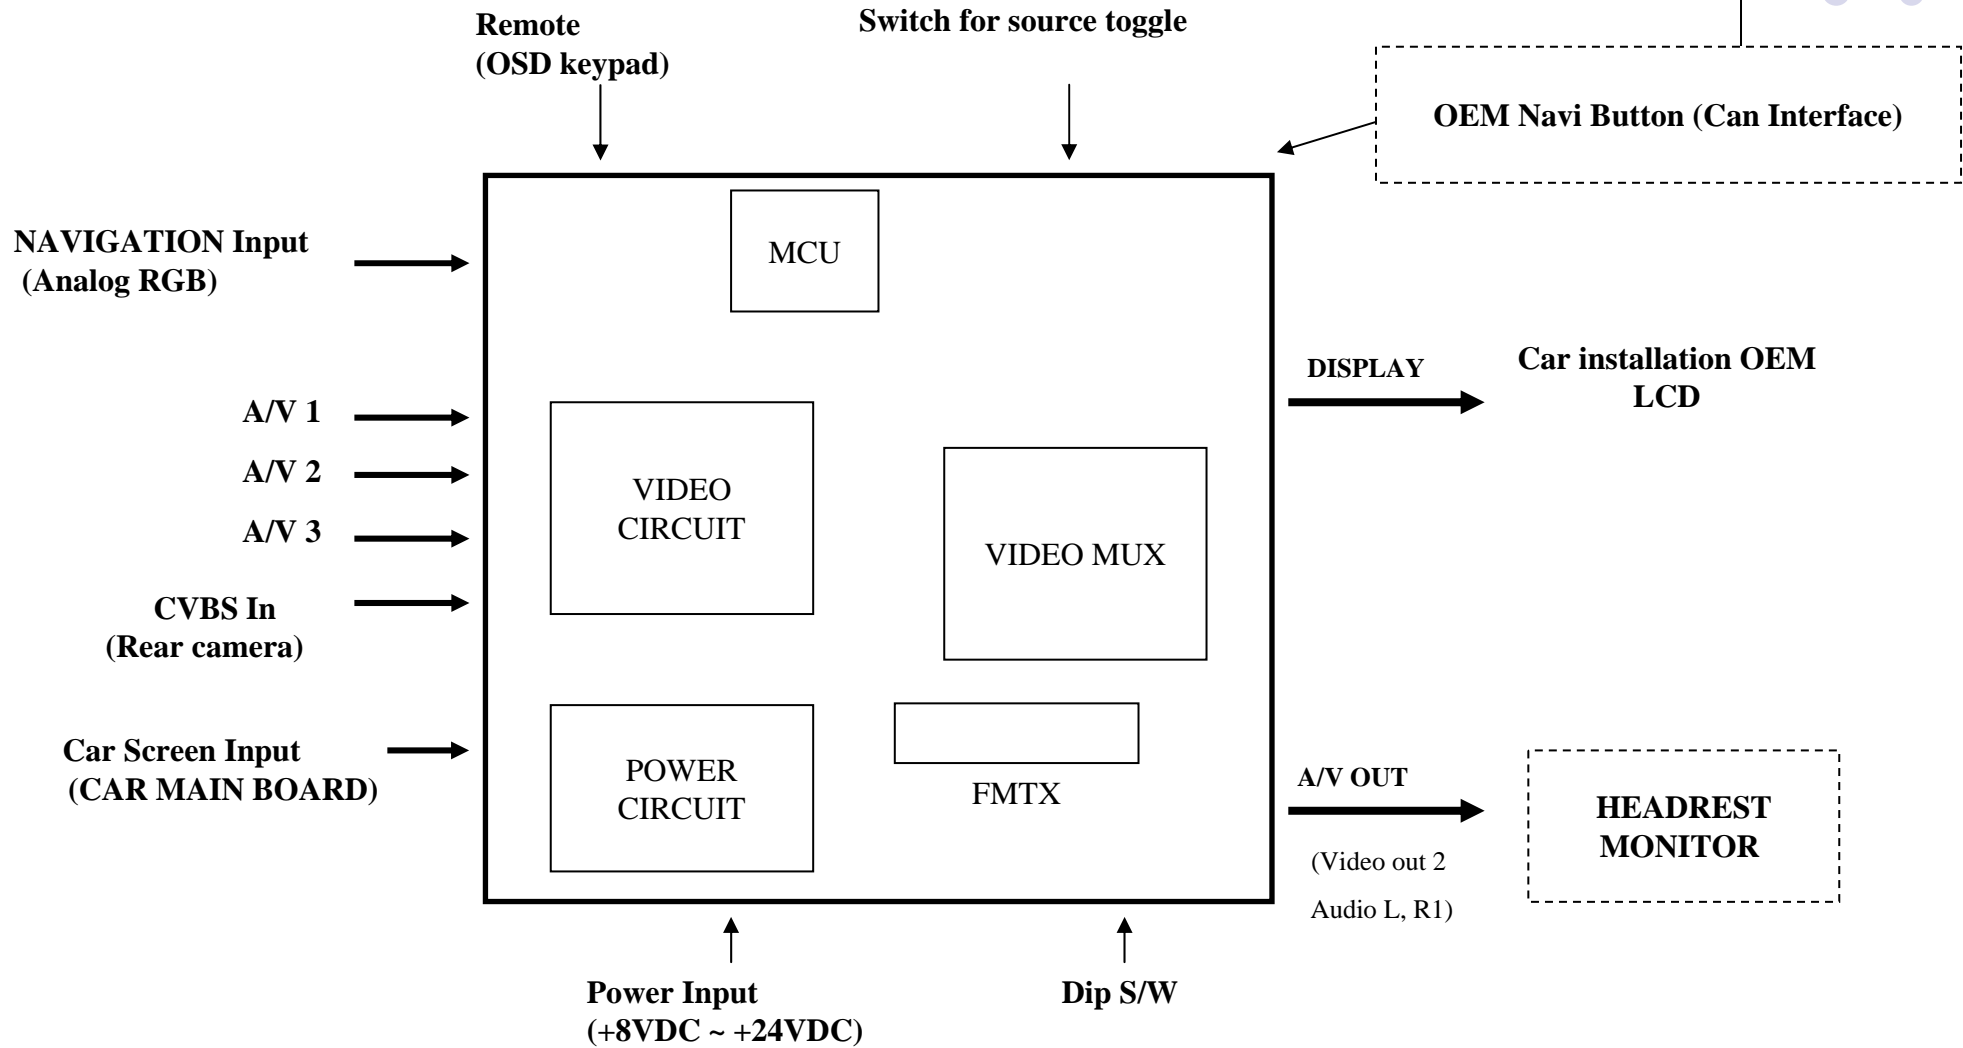 Remote
(OSD keypad)
Switch for source toggle
OEM Navi Button (Can Interface)
NAVIGATION Input
(Analog RGB)
MCU
DISPLAY
Car installation OEM
LCD
A/V 1
A/V 2
A/V 3
CVBS In
(Rear camera)
VIDEO
CIRCUIT
VIDEO MUX
Car Screen Input
(CAR MAIN BOARD)
POWER
CIRCUIT
FMTX
A/V OUT
(Video out 2
Audio L, R1)
HEADREST
MONITOR
Power Input
(+8VDC ~ +24VDC)
Dip S/W